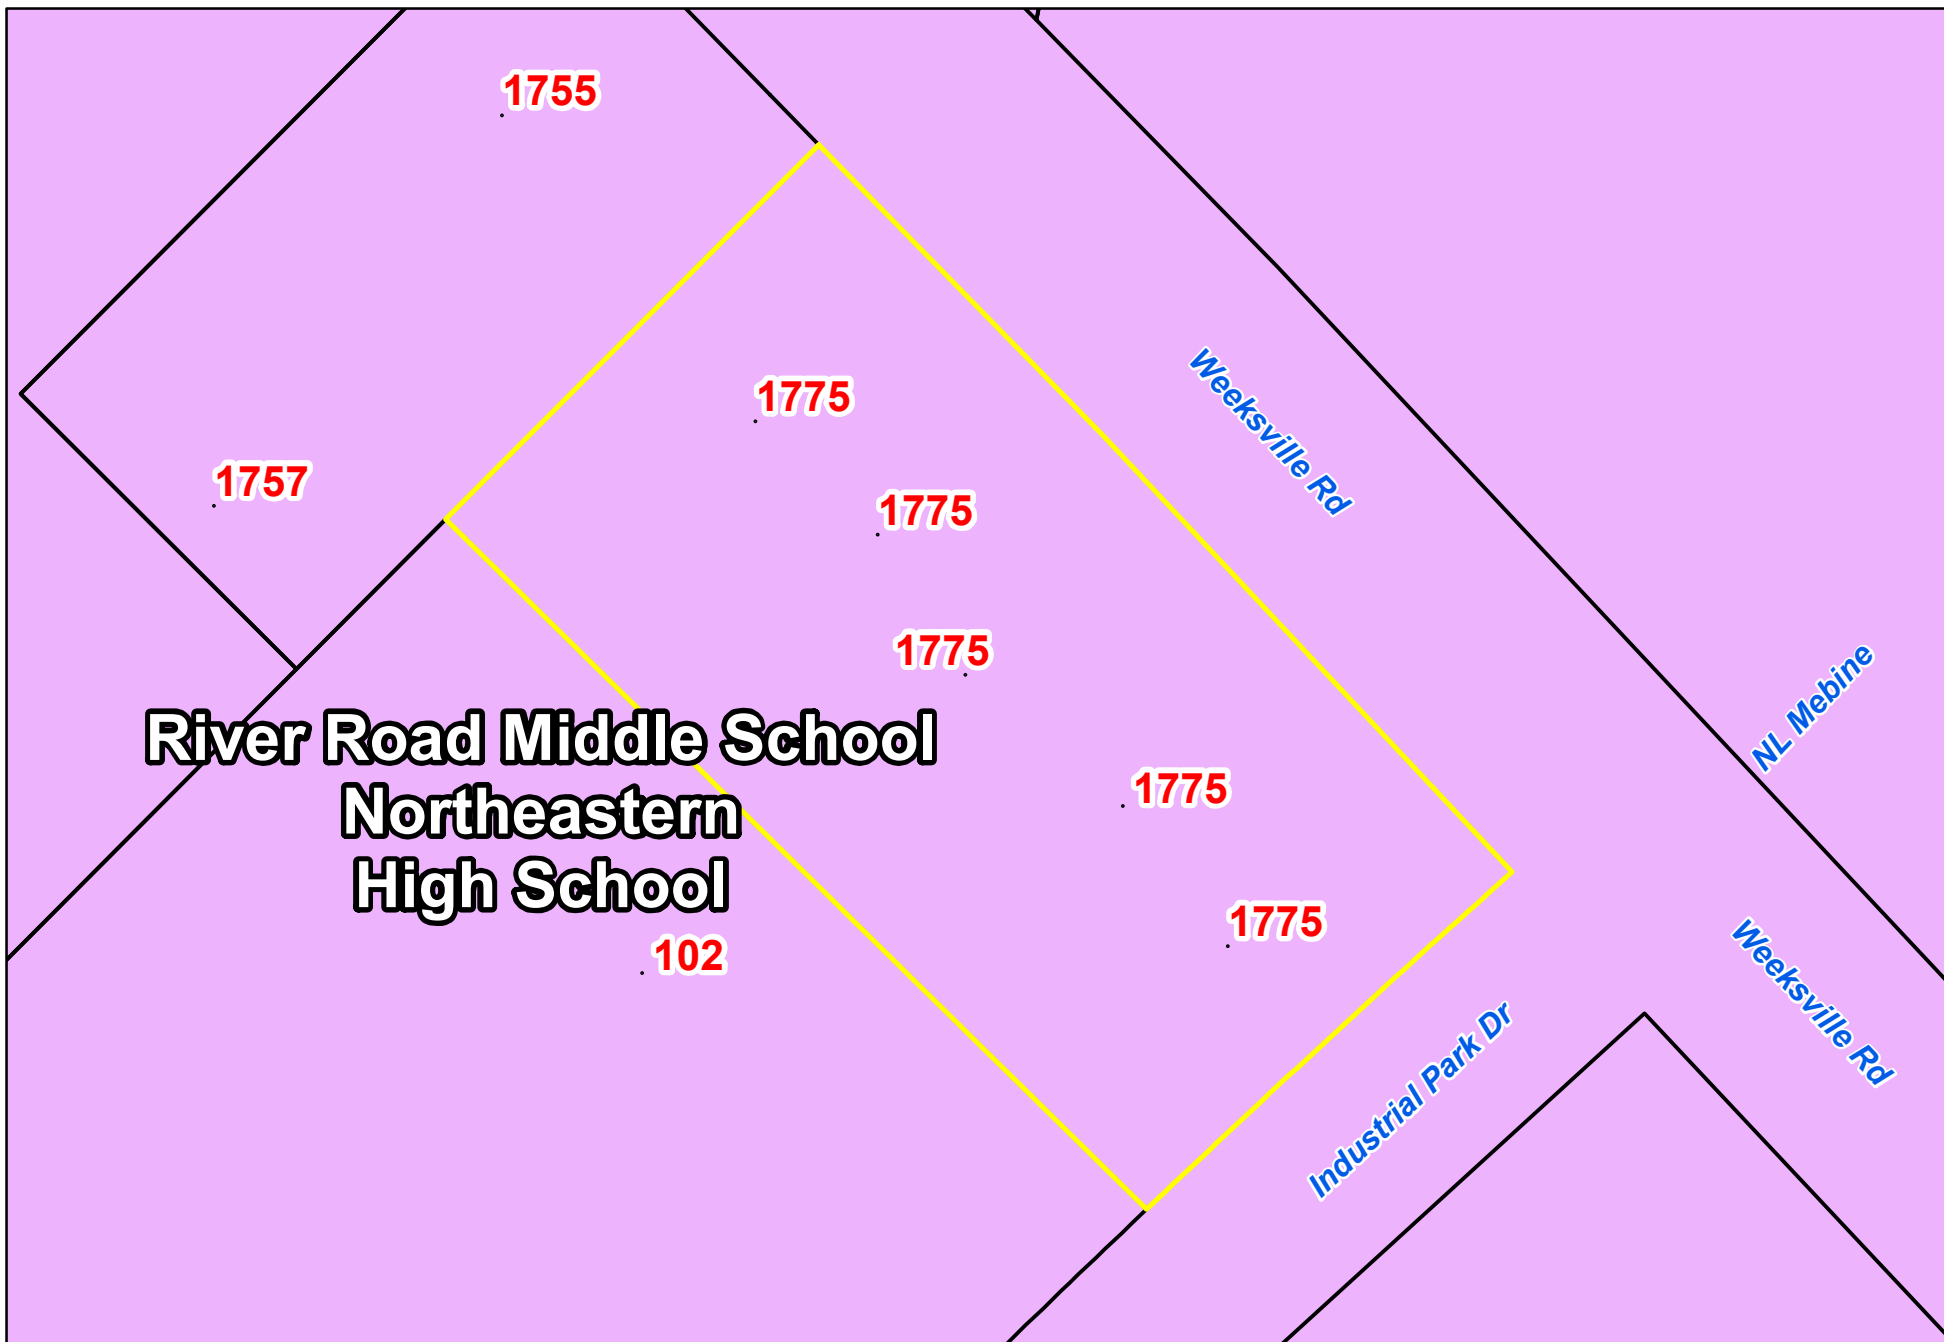 1755
1775
Weeksville Rd
1757
1775
1775
NL Mebine
River Road Middle School
Northeastern
High School
1775
1775
102
Weeksville Rd
Industrial Park Dr